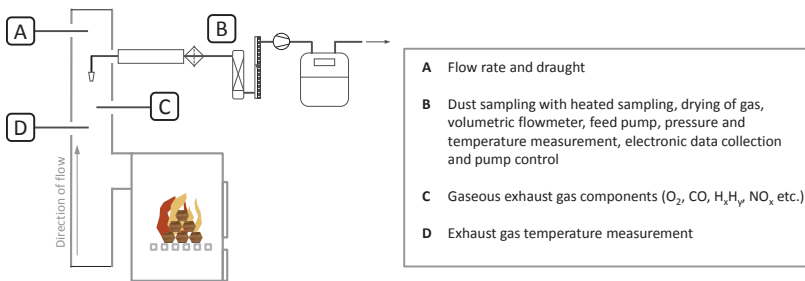 A
B
C
D
Direction of flow
A Flow rate and draught
B Dust sampling with heated sampling, drying of gas,
volumetric flowmeter, feed pump, pressure and
temperature measurement, electronic data collection
and pump control
C Gaseous exhaust gas components (O₂, CO, HₓHᵧ, NOₓ etc.)
D Exhaust gas temperature measurement